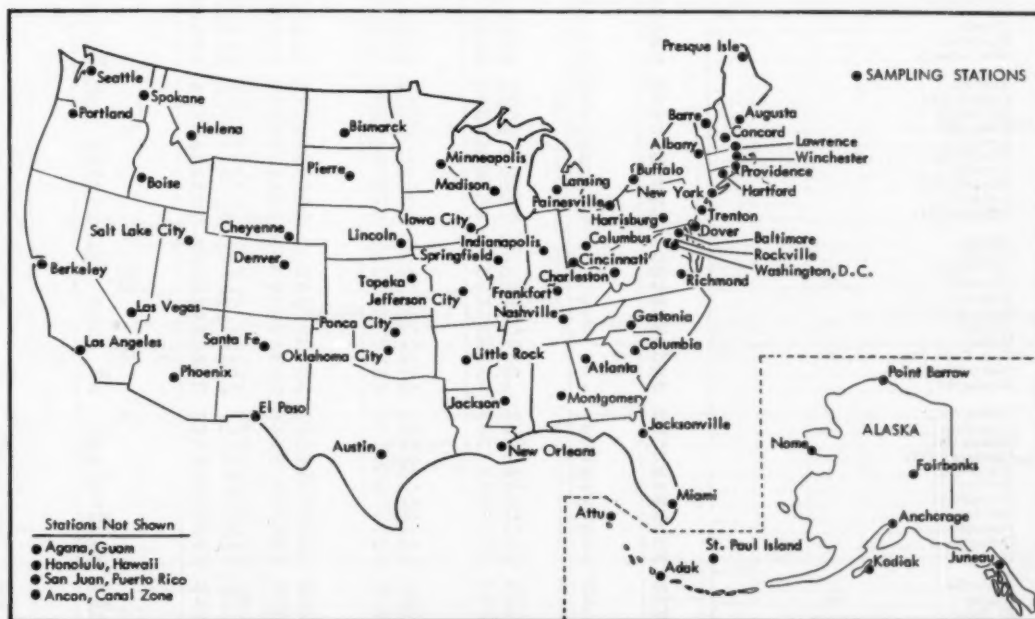 Presque Isle
SAMPLING STATIONS
Seattle
Spokane
Portland
Helena
Bismarck
Barre
Augusta
Concord
Lawrence
Albany
Winchester
Minneapolis
Buffalo
Providence
Pierre
Boise
Madison
Lansing
New York
Hartford
Painesville
Trenton
Iowa City
Harrisburg
Dover
Salt Lake City
Cheyenne
Lincoln
Indianapolis
Columbus
Baltimore
Springfield
Rockville
Cincinnati
Washington, D.C.
Berkeley
Denver
Topeka
Charleston
Richmond
Jefferson City
Frankfort
Las Vegas
Nashville
Ponca City
Gastonia
Los Angeles
Santa Fe
Oklahoma City
Little Rock
Columbia
Atlanta
Phoenix
Point Barrow
Jackson
Montgomery
El Paso
ALASKA
Jacksonville
Nome
Austin
New Orleans
Fairbanks
Miami
Attu
Anchorage
Stations Not Shown
Agana, Guam
St. Paul Island
Honolulu, Hawaii
Adak
Kodiak
Juneau
San Juan, Puerto Rico
Ancon, Canal Zone